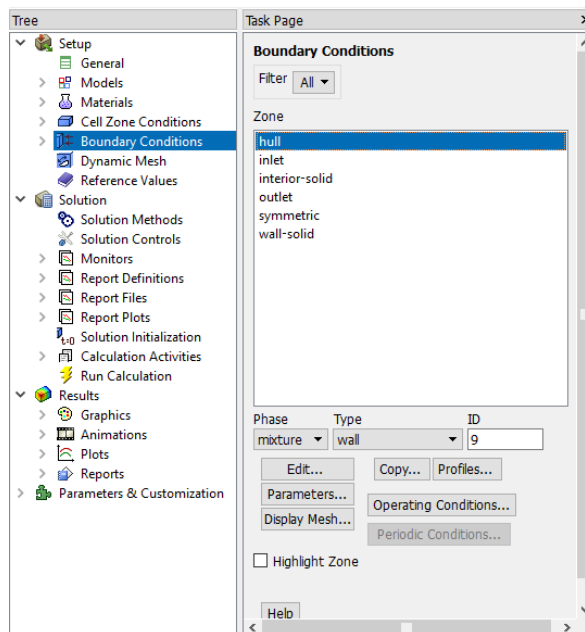 Tree
Setup
General
Models
Materials
Cell Zone Conditions
Boundary Conditions
Dynamic Mesh
Reference Values
Solution
Solution Methods
Solution Controls
Monitors
Report Definitions
Report Files
Report Plots
t=0 Solution Initialization
Calculation Activities
Run Calculation
Results
Graphics
Animations
Plots
Reports
Parameters & Customization
Task Page
Boundary Conditions
Filter All
Zone
hull
inlet
interior-solid
outlet
symmetric
wall-solid
Phase Type ID
mixture wall 9
Edit... Copy... Profiles...
Parameters... Operating Conditions...
Display Mesh... Periodic Conditions...
Highlight Zone
Help